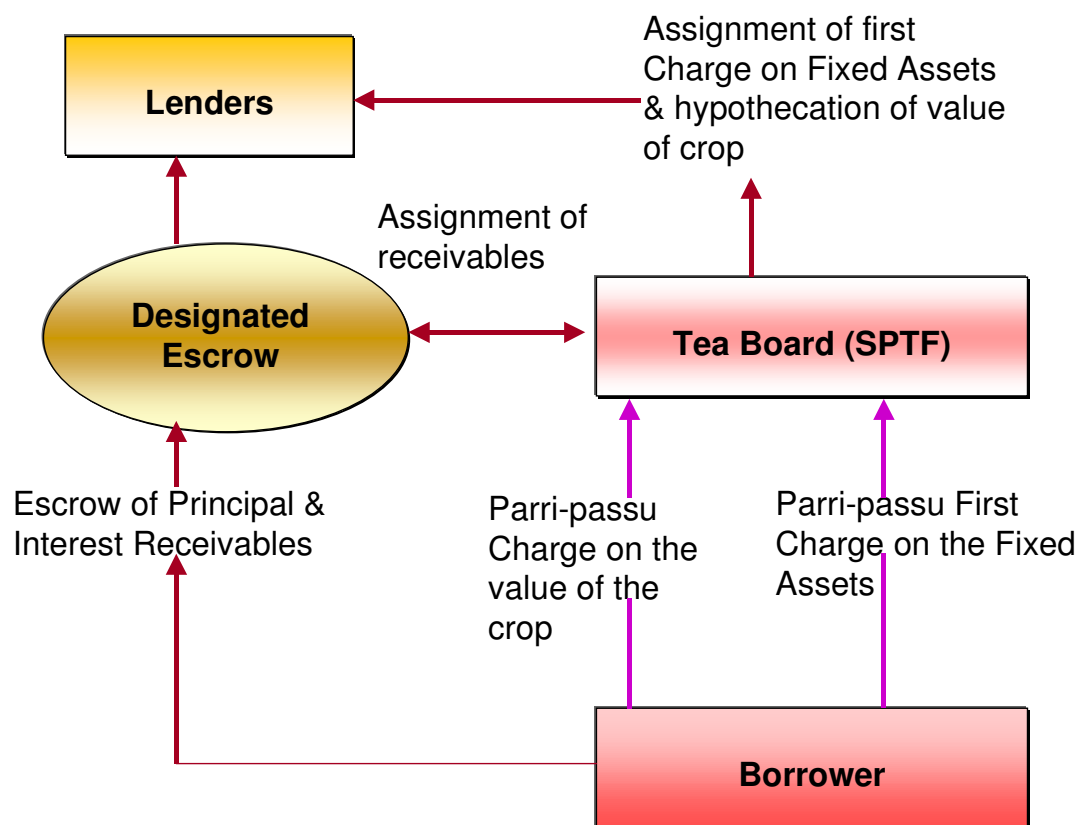 Assignment of first
Charge on Fixed Assets
& hypothecation of value
of crop
Lenders
Assignment of
receivables
Designated
Escrow
Tea Board (SPTF)
Escrow of Principal &
Interest Receivables
Parri-passu
Charge on the
value of the
crop
Parri-passu First
Charge on the Fixed
Assets
Borrower